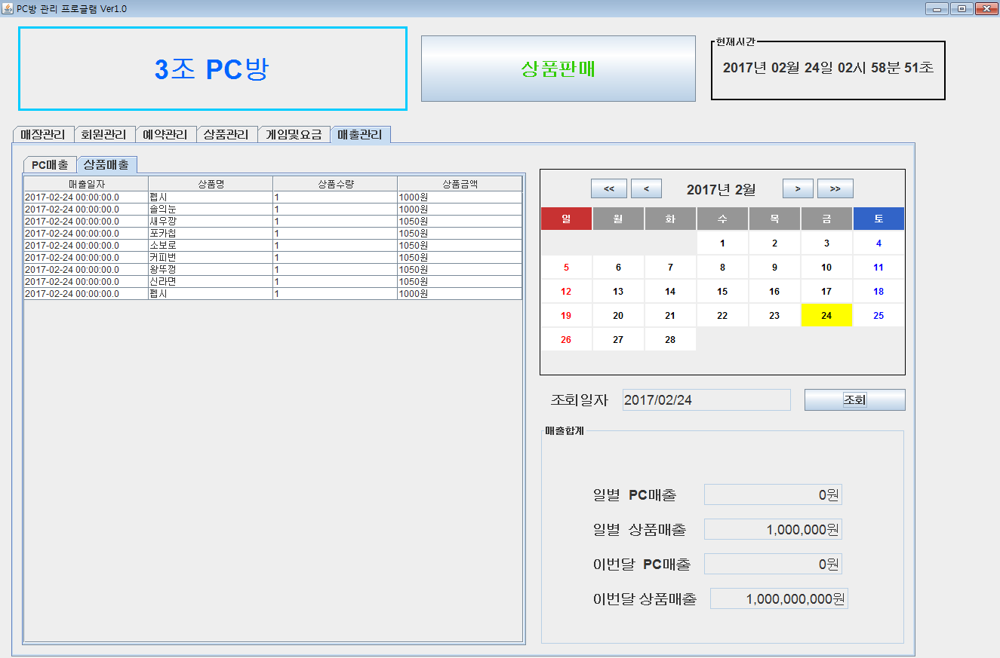 PC방 관리 프로글램 Ver1.0
3조 PC방
상품판매
현재시간
2017년 02월 24일 02시 58분 51초
매장관리 회원관리 예약관리 상품관리 게임및요금 매출관리
PC매출 상품매출
매출일자 상품명 상품수량 상품금액
2017-02-24 00:00:00.0 펩시 1 1000원
2017-02-24 00:00:00.0 솔의눈 1 1000원
2017-02-24 00:00:00.0 새우깡 1 1050원
2017-02-24 00:00:00.0 포카칩 1 1050원
2017-02-24 00:00:00.0 소보로 1 1050원
2017-02-24 00:00:00.0 커피번 1 1050원
2017-02-24 00:00:00.0 왕뚜껑 1 1050원
2017-02-24 00:00:00.0 신라면 1 1050원
2017-02-24 00:00:00.0 펩시 1 1000원
<< < 2017년 2월 > >>
일 월 화 수 목 금 토
1 2 3 4
5 6 7 8 9 10 11
12 13 14 15 16 17 18
19 20 21 22 23 24 25
26 27 28
조회일자 2017/02/24 조회
매출합계
일별 PC매출 0원
일별 상품매출 1,000,000원
이번달 PC매출 0원
이번달 상품매출 1,000,000,000원